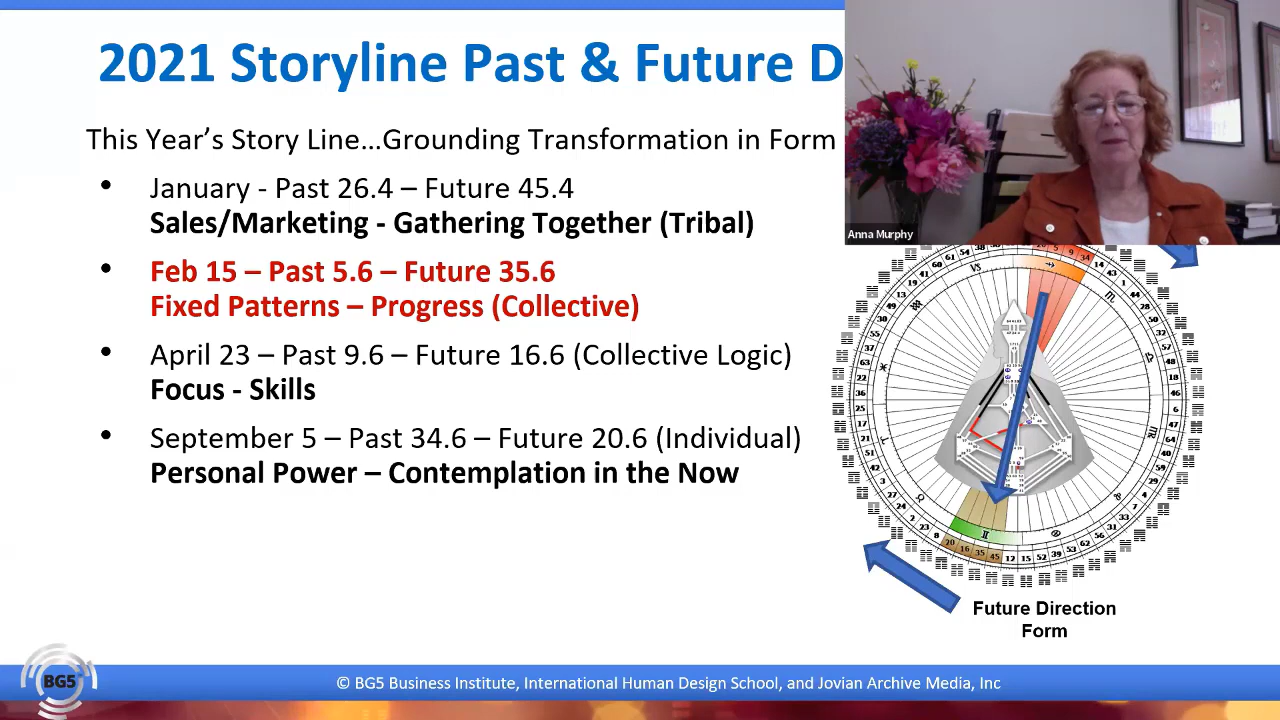 2021 Storyline Past & Future D
This Year's Story Line...Grounding Transformation in Form
• January - Past 26.4 – Future 45.4
Sales/Marketing - Gathering Together (Tribal)
• Feb 15 – Past 5.6 – Future 35.6
Fixed Patterns – Progress (Collective)
• April 23 – Past 9.6 – Future 16.6 (Collective Logic)
Focus - Skills
• September 5 – Past 34.6 – Future 20.6 (Individual)
Personal Power – Contemplation in the Now
Anna Murphy
Future Direction
Form
BG5
© BG5 Business Institute, International Human Design School, and Jovian Archive Media, Inc